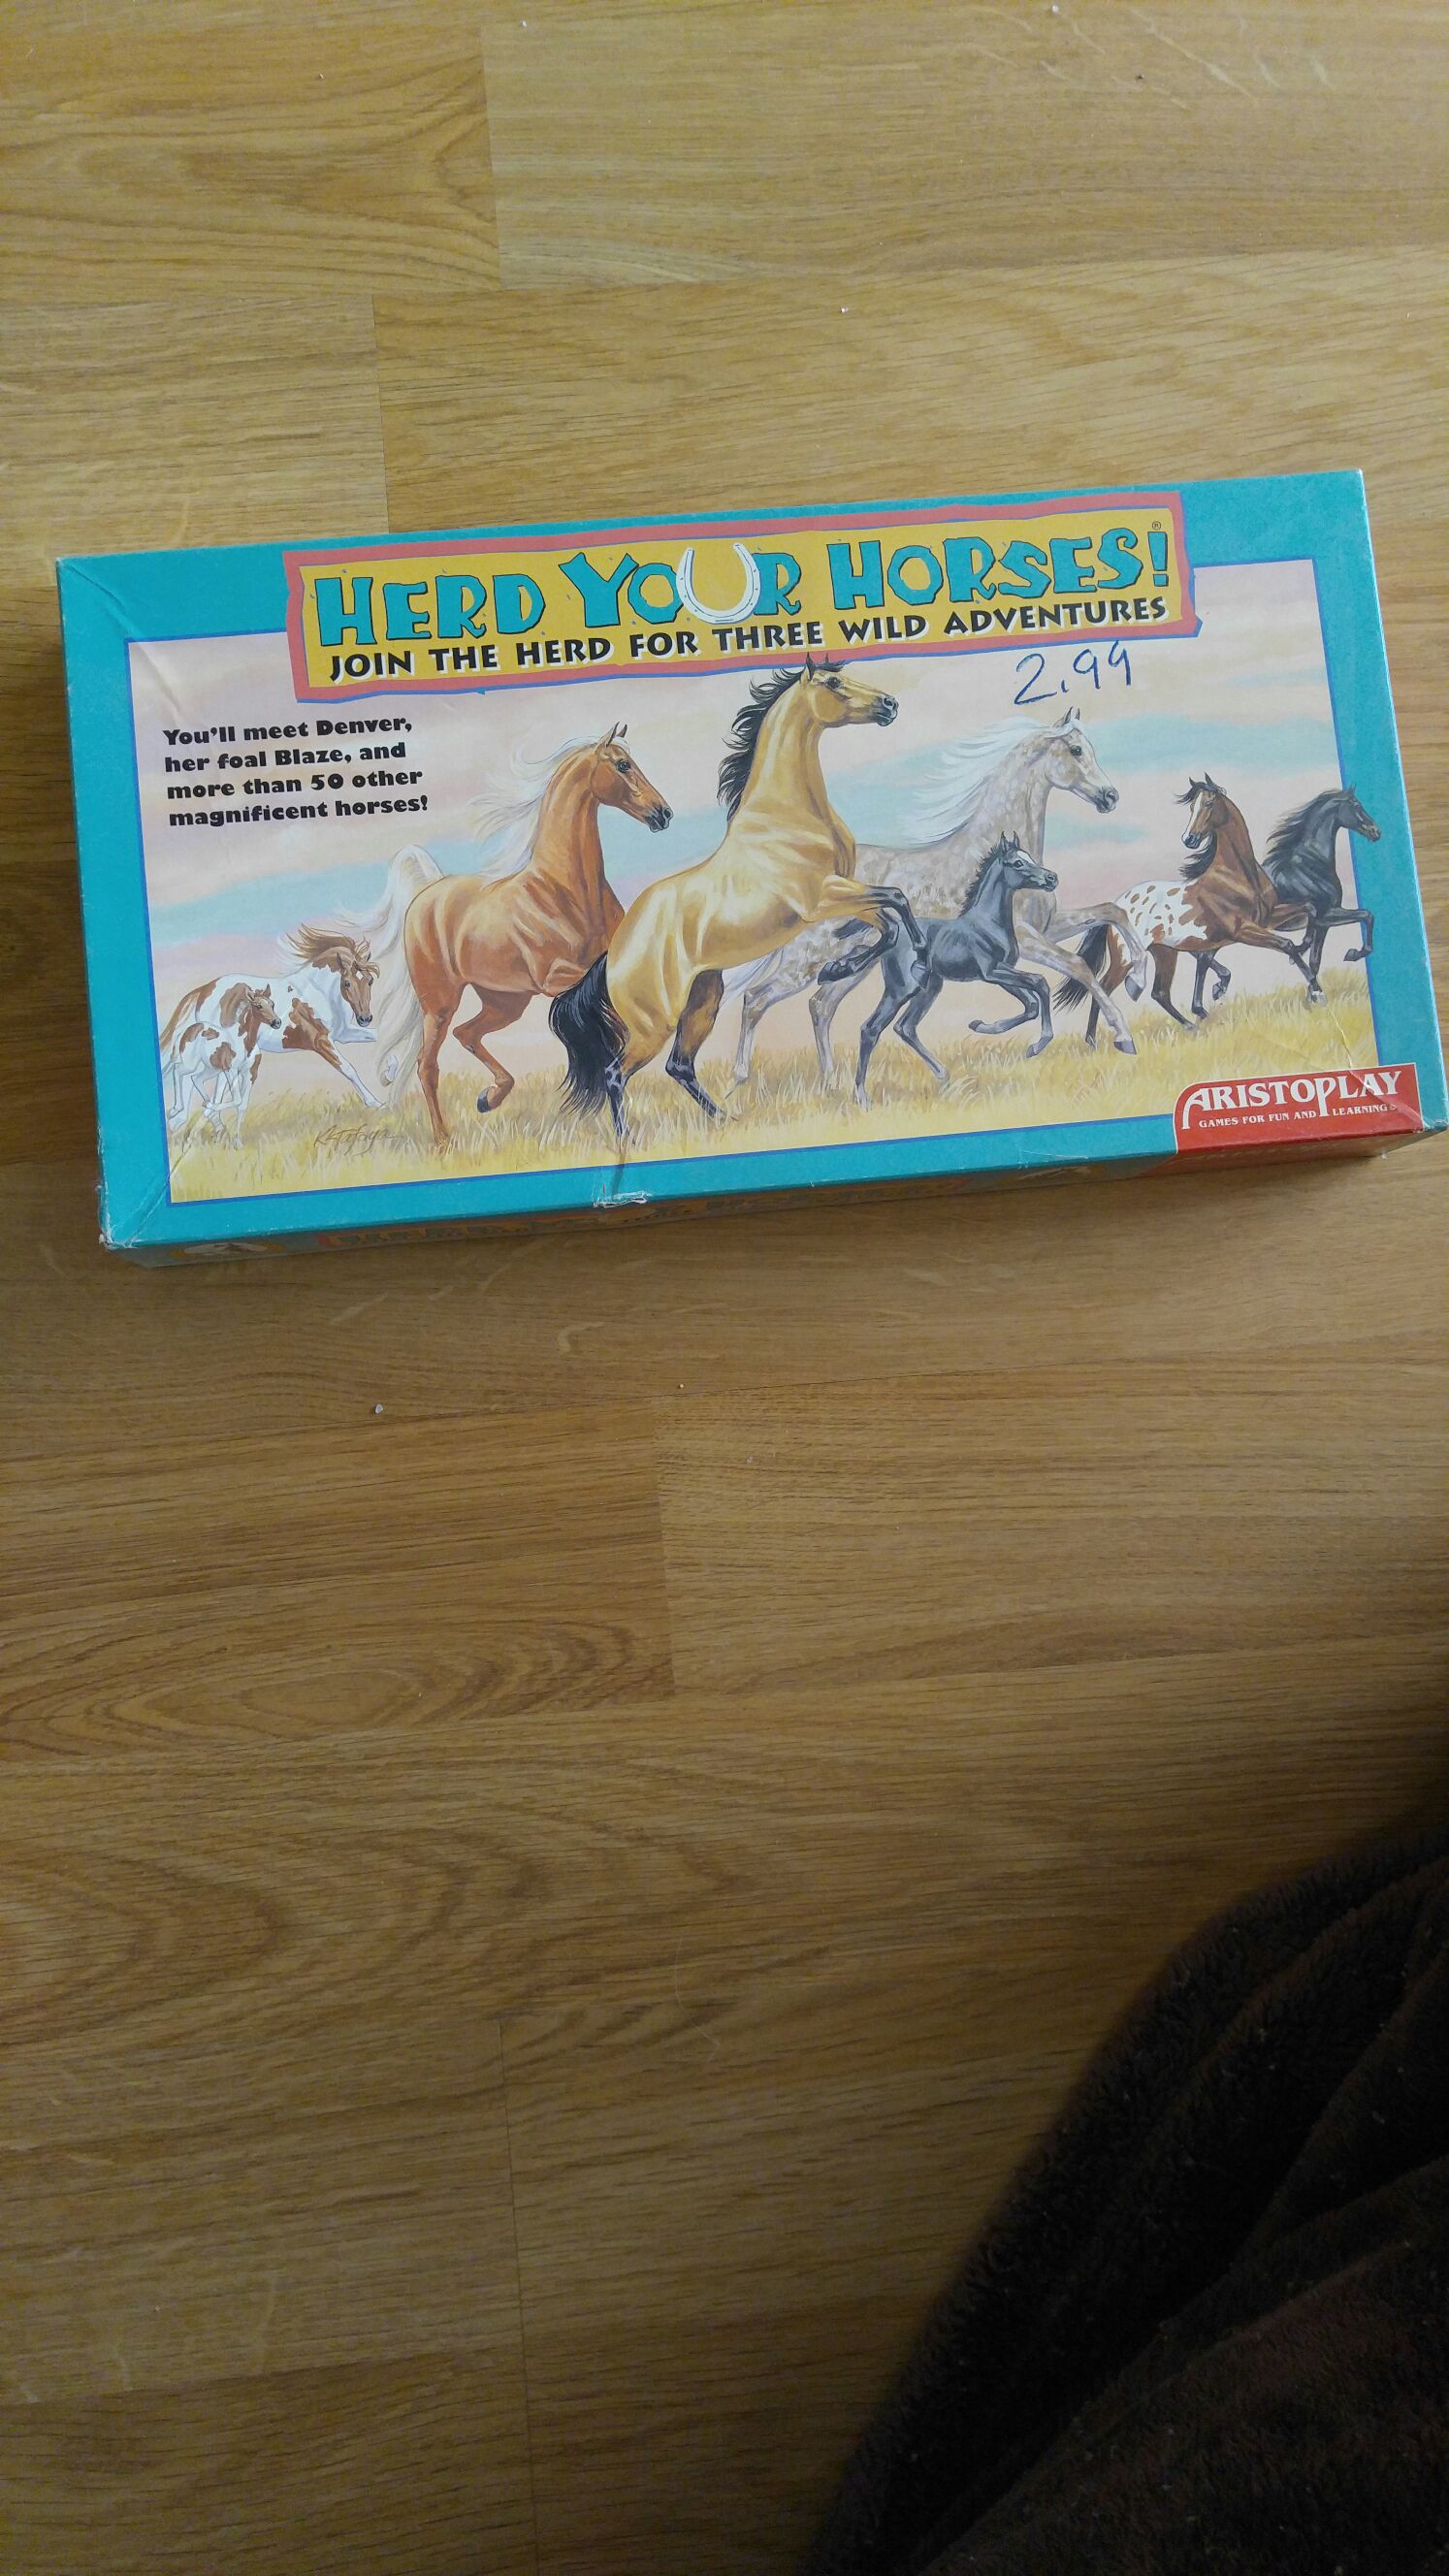 HERD YOUR HORSES!®
JOIN THE HERD FOR THREE WILD ADVENTURES
2.99
You'll meet Denver,
her foal Blaze, and
more than 50 other
magnificent horses!
ARISTOPLAY
GAMES FOR FUN AND LEARNING®